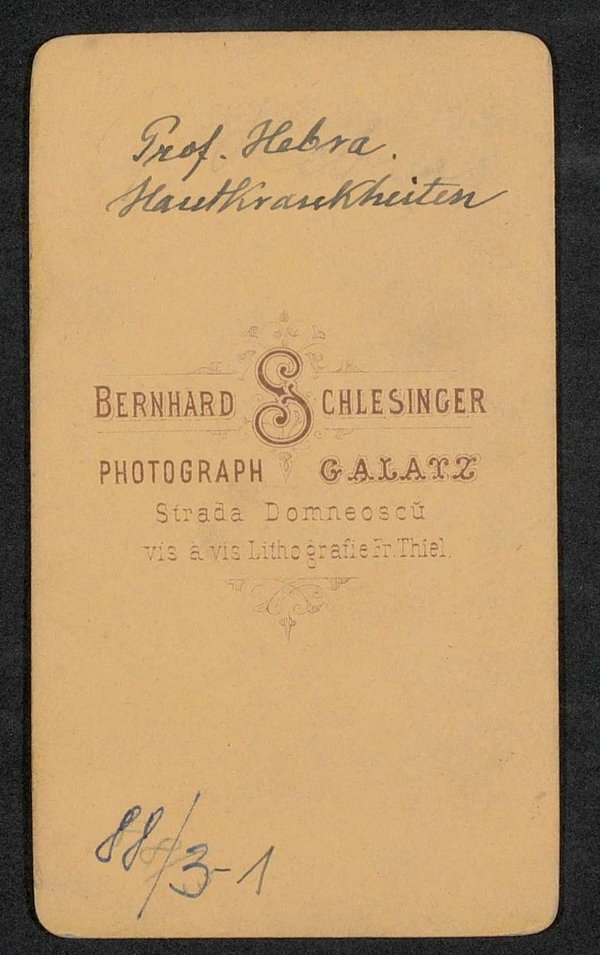 Prof. Hebra.
Hautkrankheiten
BERNHARD SCHLESINGER
PHOTOGRAPH GALATZ
Strada Domneoscŭ
vis à vis Lithografie Fr. Thiel.
88/3-1